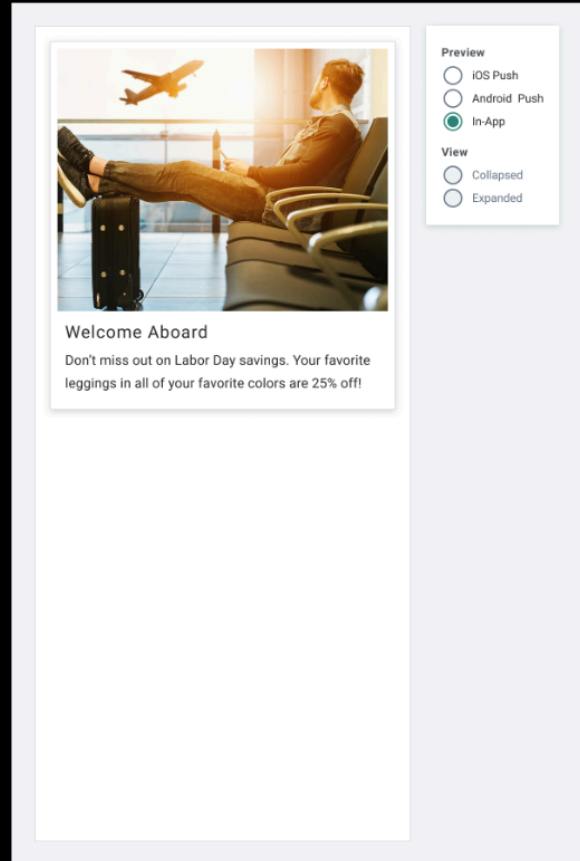 Welcome Aboard
Don't miss out on Labor Day savings. Your favorite
leggings in all of your favorite colors are 25% off!
Preview
iOS Push
Android Push
In-App
View
Collapsed
Expanded